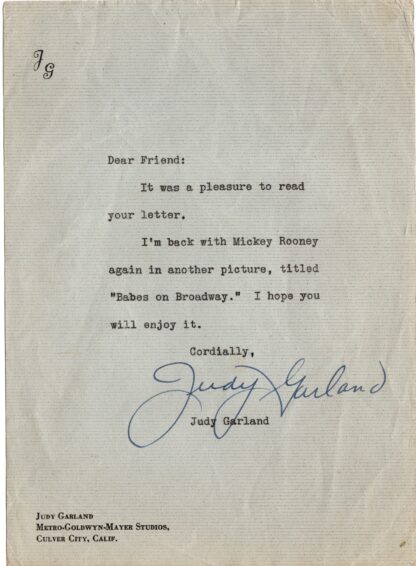 JG
Dear Friend:
It was a pleasure to read
your letter.
I'm back with Mickey Rooney
again in another picture, titled
"Babes on Broadway."  I hope you
will enjoy it.
Cordially,
Judy Garland
Judy Garland
JUDY GARLAND
METRO-GOLDWYN-MAYER STUDIOS,
CULVER CITY, CALIF.